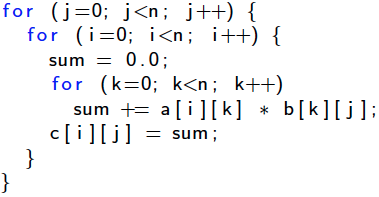 for (j=0; j<n; j++) {
  for (i=0; i<n; i++) {
    sum = 0.0;
    for (k=0; k<n; k++)
      sum += a[i][k] * b[k][j];
    c[i][j] = sum;
  }
}